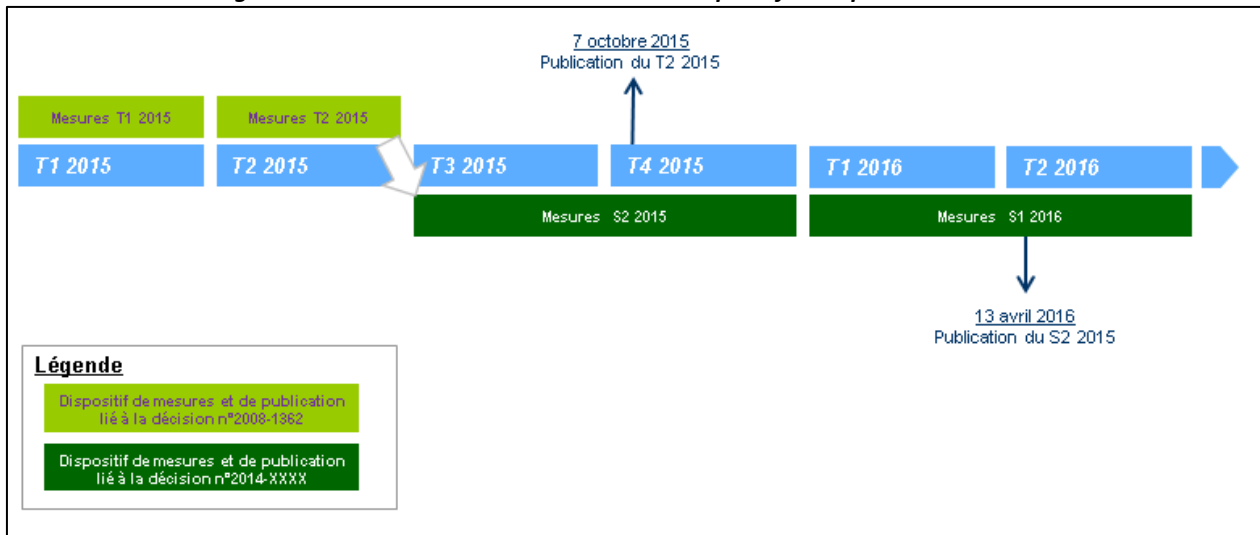 7 octobre 2015
Publication du T2 2015
Mesures T1 2015
Mesures T2 2015
T1 2015
T2 2015
T3 2015
T4 2015
T1 2016
T2 2016
Mesures S2 2015
Mesures S1 2016
13 avril 2016
Publication du S2 2015
Légende
Dispositif de mesures et de publication
lié à la décision n°2008-1362
Dispositif de mesures et de publication
lié à la décision n°2014-XXXX